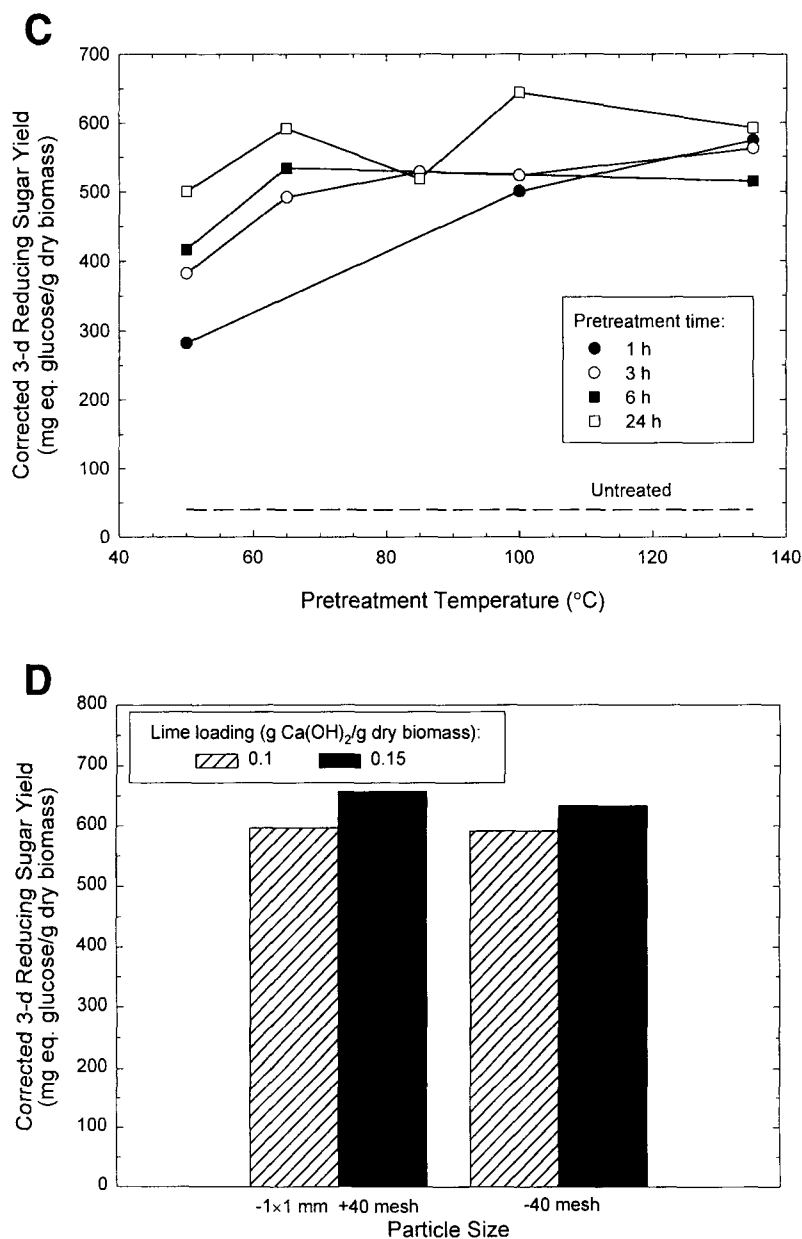 C
Corrected 3-d Reducing Sugar Yield
(mg eq. glucose/g dry biomass)
700
600
500
400
300
200
100
0
Pretreatment time:
1 h
3 h
6 h
24 h
Untreated
40
60
80
100
120
140
Pretreatment Temperature (°C)
D
Corrected 3-d Reducing Sugar Yield
(mg eq. glucose/g dry biomass)
800
700
600
500
400
300
200
100
0
Lime loading (g Ca(OH)₂/g dry biomass):
0.1
0.15
-1×1 mm +40 mesh
-40 mesh
Particle Size